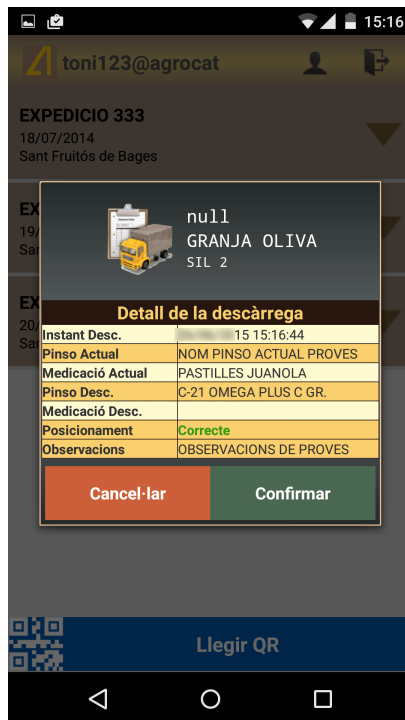 15:16
toni123@agrocat
EXPEDICIO 333
18/07/2014
Sant Fruitós de Bages
EX
19/
Sa
EX
20/
Sa
null
GRANJA OLIVA
SIL 2
Detall de la descàrrega
Instant Desc. 15 15:16:44
Pinso Actual NOM PINSO ACTUAL PROVES
Medicació Actual PASTILLES JUANOLA
Pinso Desc. C-21 OMEGA PLUS C GR.
Medicació Desc.
Posicionament Correcte
Observacions OBSERVACIONS DE PROVES
Cancel·lar Confirmar
Llegir QR